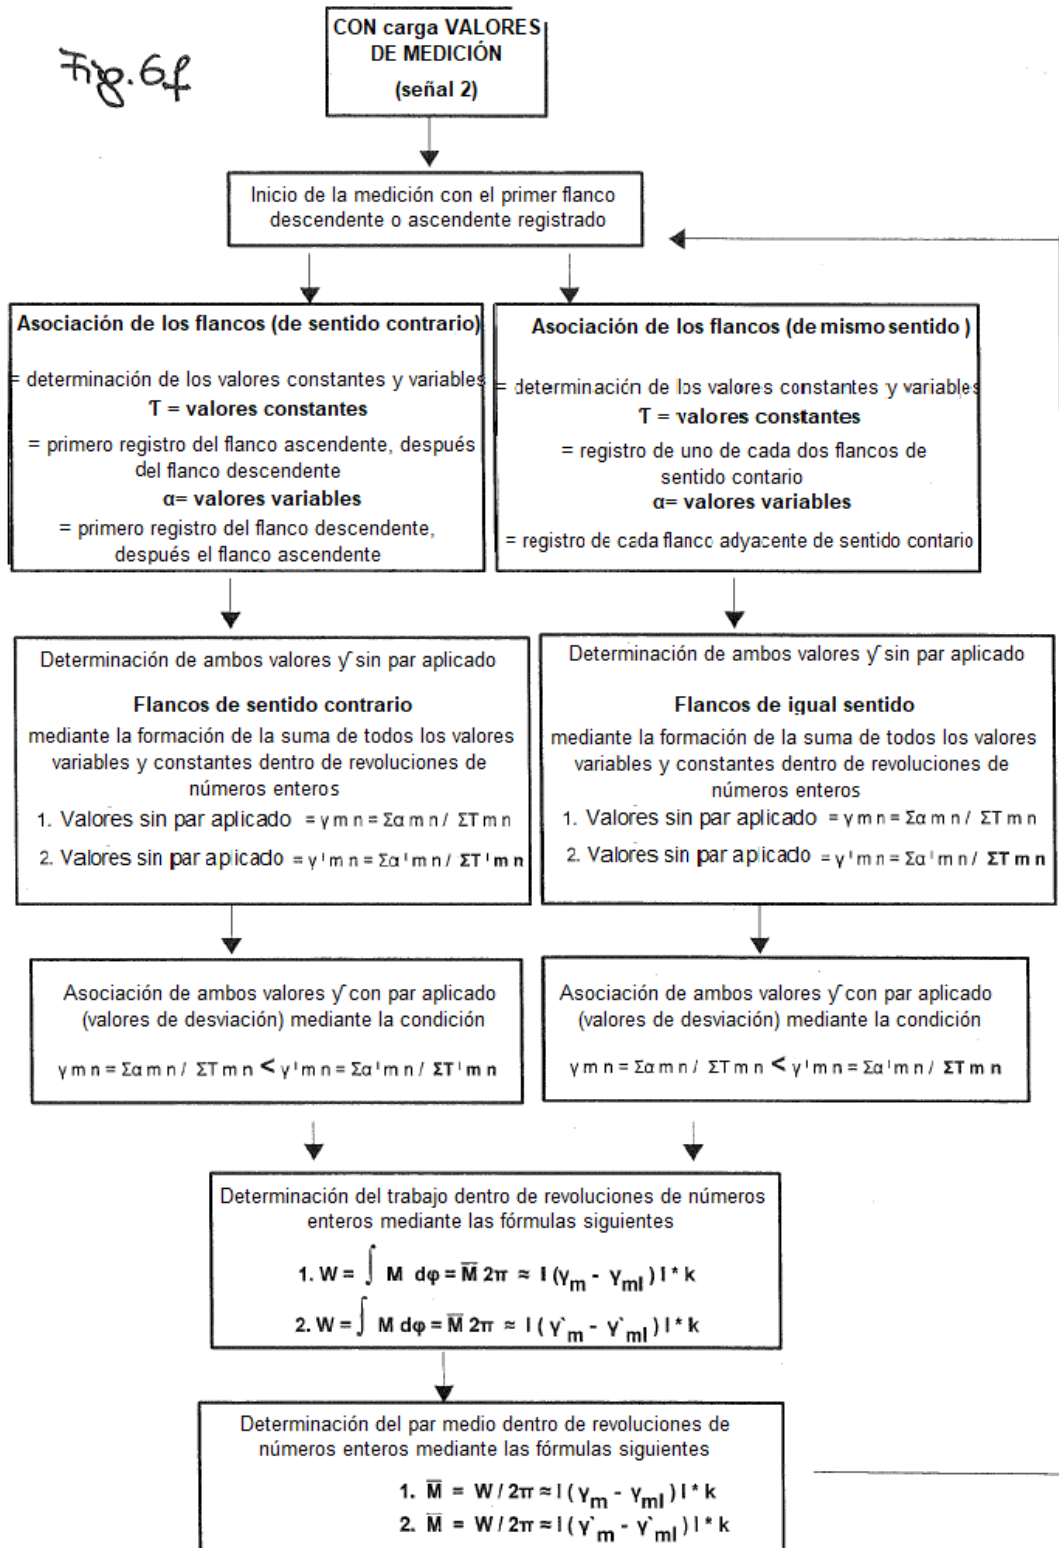 Fig. 6f
CON carga VALORES
DE MEDICIÓN
(señal 2)
Inicio de la medición con el primer flanco
descendente o ascendente registrado
Asociación de los flancos (de sentido contrario)
= determinación de los valores constantes y variables
T = valores constantes
= primero registro del flanco ascendente, después
del flanco descendente
α= valores variables
= primero registro del flanco descendente,
después el flanco ascendente
Asociación de los flancos (de mismo sentido )
= determinación de los valores constantes y variables
T = valores constantes
= registro de uno de cada dos flancos de
sentido contario
α= valores variables
= registro de cada flanco adyacente de sentido contario
Determinación de ambos valores γ sin par aplicado
Flancos de sentido contrario
mediante la formación de la suma de todos los valores
variables y constantes dentro de revoluciones de
números enteros
1. Valores sin par aplicado = γ m n = Σα m n / ΣT m n
2. Valores sin par aplicado = γ ' m n = Σα ' m n / ΣT ' m n
Determinación de ambos valores γ sin par aplicado
Flancos de igual sentido
mediante la formación de la suma de todos los valores
variables y constantes dentro de revoluciones de
números enteros
1. Valores sin par aplicado = γ m n = Σα m n / ΣT m n
2. Valores sin par aplicado = γ ' m n = Σα ' m n / ΣT m n
Asociación de ambos valores γ con par aplicado
(valores de desviación) mediante la condición
γ m n = Σα m n / ΣT m n < γ ' m n = Σα ' m n / ΣT ' m n
Asociación de ambos valores γ con par aplicado
(valores de desviación) mediante la condición
γ m n = Σα m n / ΣT m n < γ ' m n = Σα ' m n / ΣT m n
Determinación del trabajo dentro de revoluciones de números
enteros mediante las fórmulas siguientes
1. W = ∫ M dφ = M̅ 2π ≈ I (γm - γml) I * k
2. W = ∫ M dφ = M̅ 2π ≈ I ( γ`m - γ`ml ) I * k
Determinación del par medio dentro de revoluciones de
números enteros mediante las fórmulas siguientes
1. M̅ = W / 2π ≈ I ( γm - γml ) I * k
2. M̅ = W / 2π ≈ I ( γ`m - γ`ml ) I * k